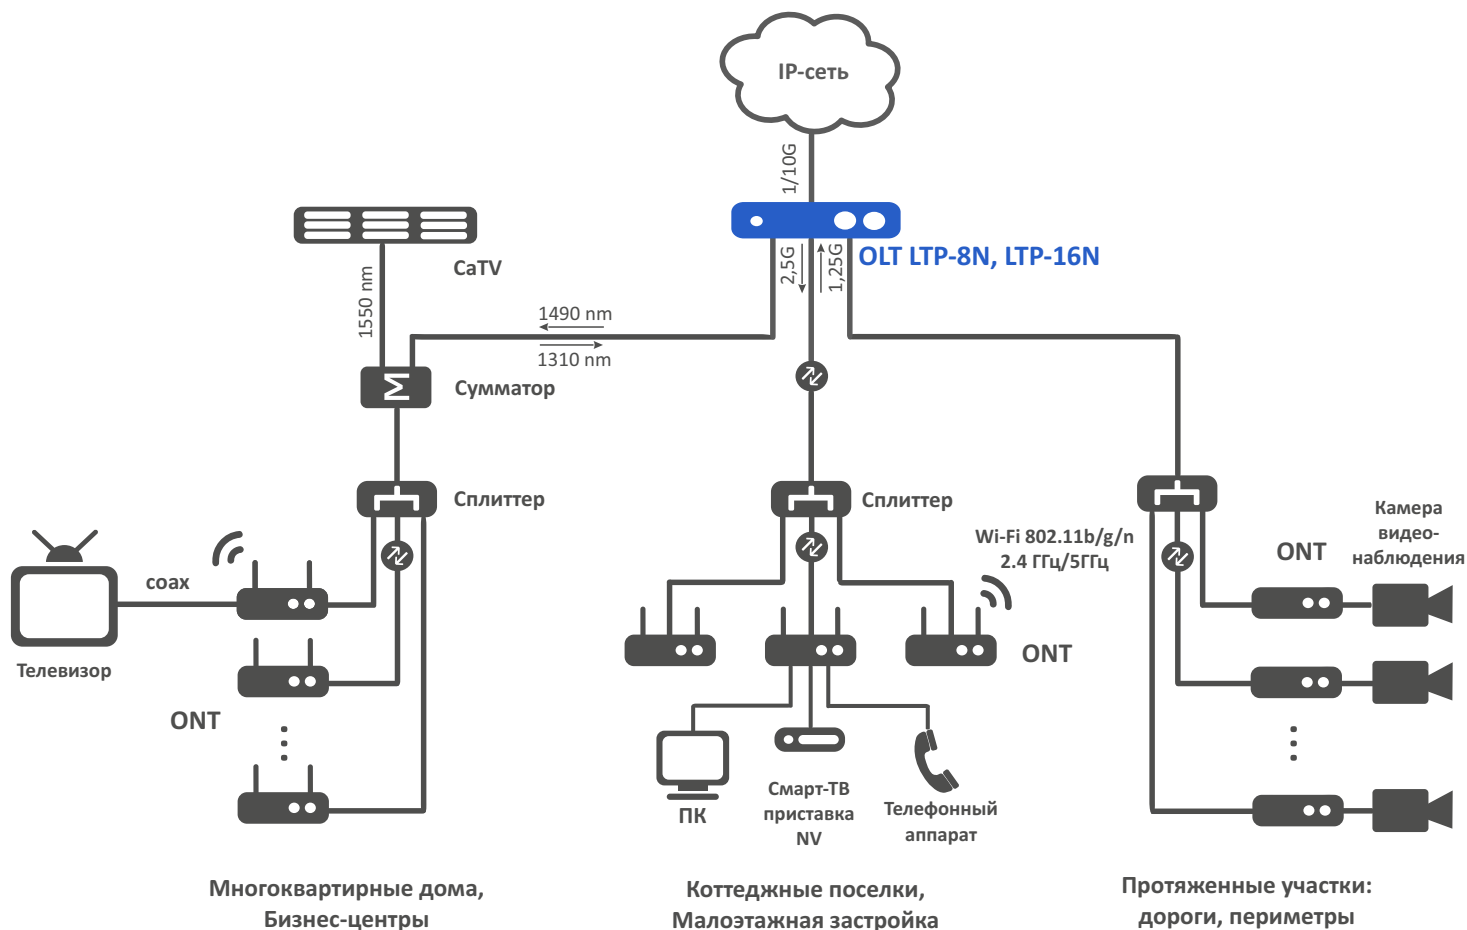 IP-сеть
1/10G
OLT LTP-8N, LTP-16N
2,5G
1,25G
CaTV
1550 nm
1490 nm
1310 nm
Сумматор
Сплиттер
Сплиттер
Wi-Fi 802.11b/g/n
2.4 ГГц/5ГГц
ONT
Камера
видео-
наблюдения
coax
Телевизор
ONT
ONT
ПК
Смарт-ТВ
приставка
NV
Телефонный
аппарат
Многоквартирные дома,
Бизнес-центры
Коттеджные поселки,
Малоэтажная застройка
Протяженные участки:
дороги, периметры